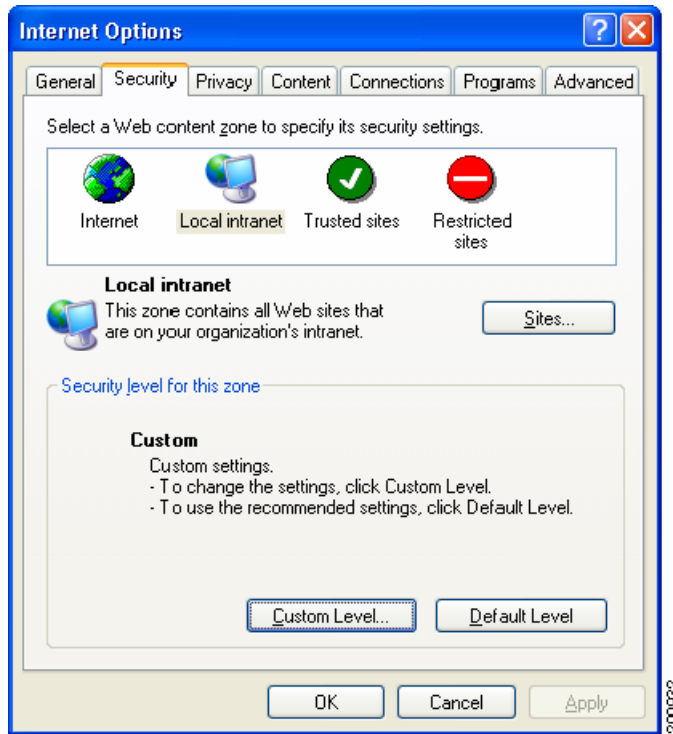 Internet Options
General Security Privacy Content Connections Programs Advanced
Select a Web content zone to specify its security settings.
Internet Local intranet Trusted sites Restricted sites
Local intranet
This zone contains all Web sites that
are on your organization's intranet.
Sites...
Security level for this zone
Custom
Custom settings.
- To change the settings, click Custom Level.
- To use the recommended settings, click Default Level.
Custom Level... Default Level
OK Cancel Apply